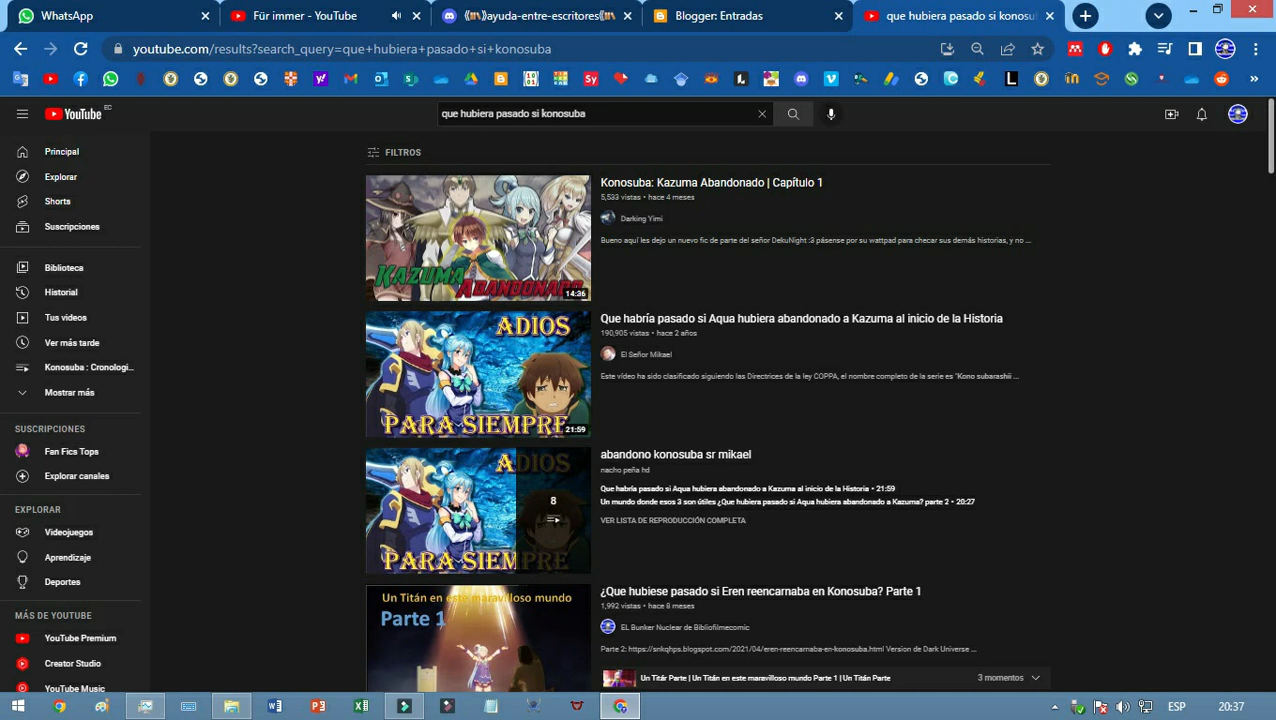 WhatsApp
Für immer - YouTube
⟪⟪🎒⟫⟫ayuda-entre-escritores⟪⟪🎒
Blogger: Entradas
que hubiera pasado si konosub
youtube.com/results?search_query=que+hubiera+pasado+si+konosuba
YouTube EC
que hubiera pasado si konosuba
Principal
Explorar
Shorts
Suscripciones
Biblioteca
Historial
Tus videos
Ver más tarde
Konosuba : Cronologi...
Mostrar más
SUSCRIPCIONES
Fan Fics Tops
Explorar canales
EXPLORAR
Videojuegos
Aprendizaje
Deportes
MÁS DE YOUTUBE
YouTube Premium
Creator Studio
YouTube Music
FILTROS
KAZUMA
ABANDONADO
14:36
Konosuba: Kazuma Abandonado | Capítulo 1
5,533 vistas • hace 4 meses
Darking Yimi
Bueno aquí les dejo un nuevo fic de parte del señor DekuNight :3 pásense por su wattpad para checar sus demás historias, y no ...
ADIOS
PARA SIEMPRE
21:59
Que habría pasado si Aqua hubiera abandonado a Kazuma al inicio de la Historia
190,905 vistas • hace 2 años
El Señor Mikael
Este vídeo ha sido clasificado siguiendo las Directrices de la ley COPPA, el nombre completo de la serie es "Kono subarashii ...
ADIOS
8
PARA SIEMPRE
abandono konosuba sr mikael
nacho peña hd
Que habría pasado si Aqua hubiera abandonado a Kazuma al inicio de la Historia • 21:59
Un mundo donde esos 3 son útiles ¿Que hubiera pasado si Aqua hubiera abandonado a Kazuma? parte 2 • 20:27
VER LISTA DE REPRODUCCIÓN COMPLETA
Un Titán en este maravilloso mundo
Parte 1
¿Que hubiese pasado si Eren reencarnaba en Konosuba? Parte 1
1,992 vistas • hace 8 meses
EL Bunker Nuclear de Bibliofilmecomic
Parte 2: https://snkqhps.blogspot.com/2021/04/eren-reencarnaba-en-konosuba.html Version de Dark Universe ...
Un Titár Parte | Un Titán en este maravilloso mundo Parte 1 | Un Titán Parte
3 momentos
ESP
20:37